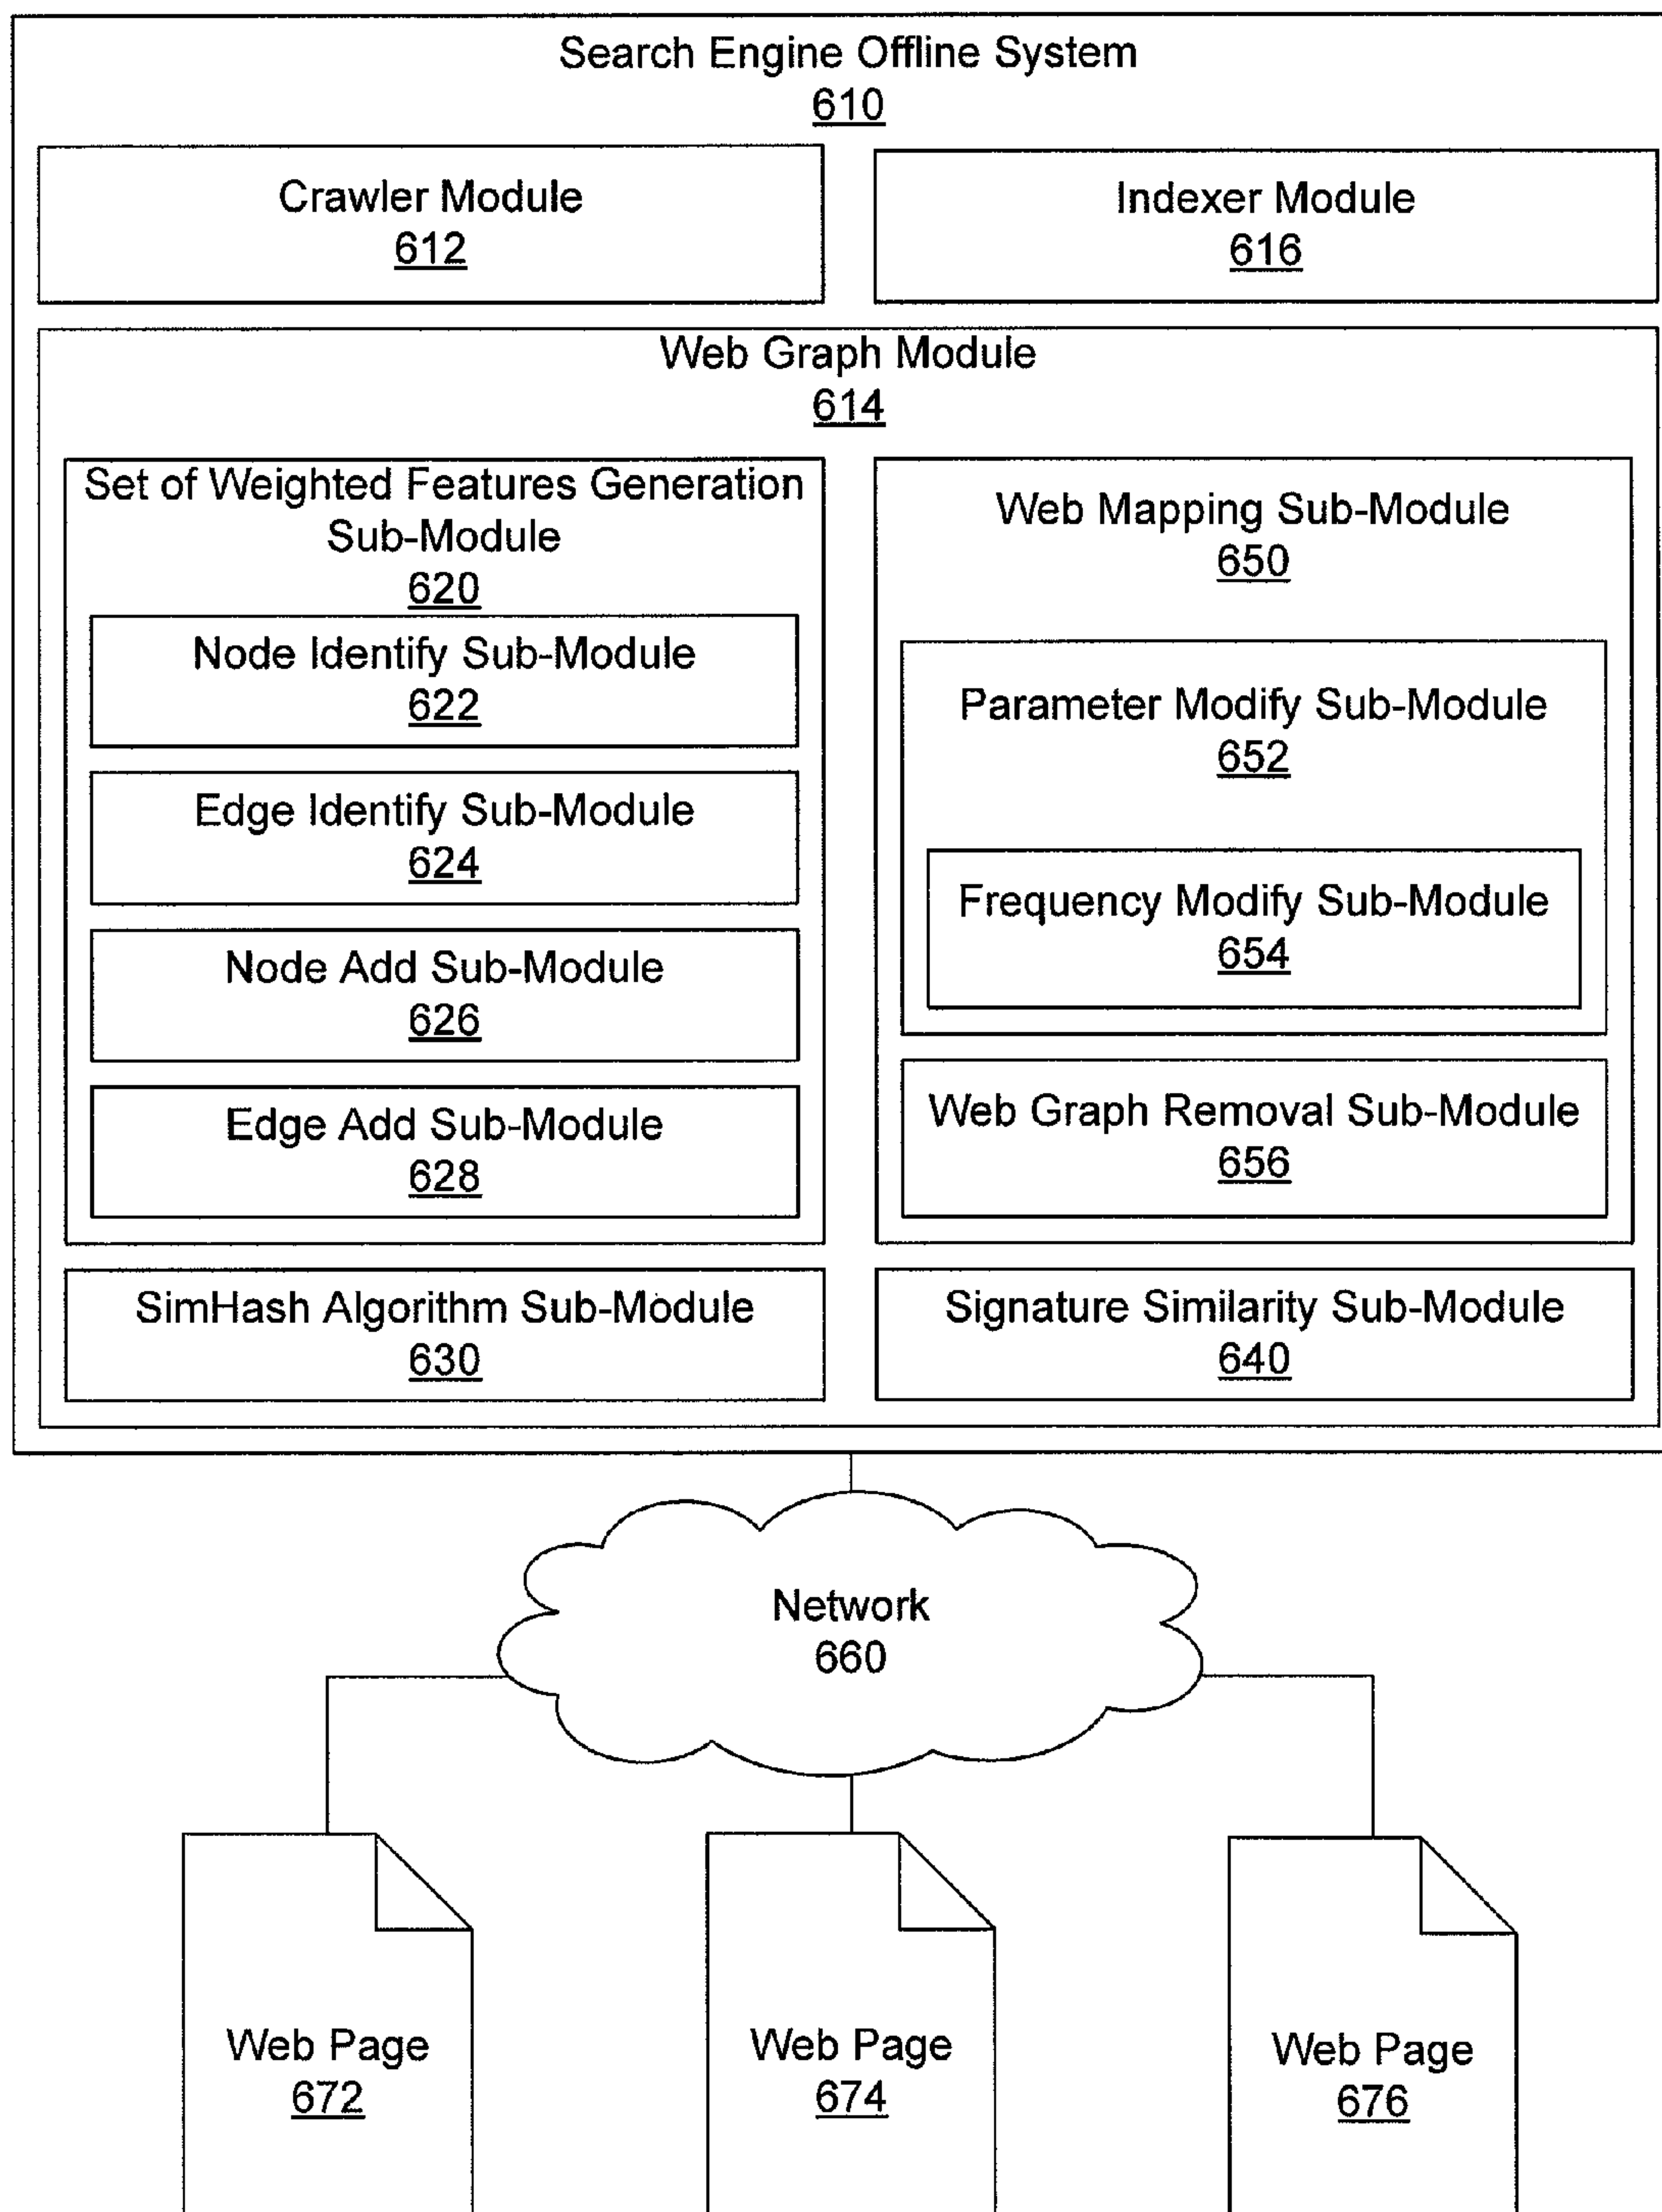 Search Engine Offline System
610
Crawler Module
612
Indexer Module
616
Web Graph Module
614
Set of Weighted Features Generation
Sub-Module
620
Node Identify Sub-Module
622
Edge Identify Sub-Module
624
Node Add Sub-Module
626
Edge Add Sub-Module
628
Web Mapping Sub-Module
650
Parameter Modify Sub-Module
652
Frequency Modify Sub-Module
654
Web Graph Removal Sub-Module
656
SimHash Algorithm Sub-Module
630
Signature Similarity Sub-Module
640
Network
660
Web Page
672
Web Page
674
Web Page
676